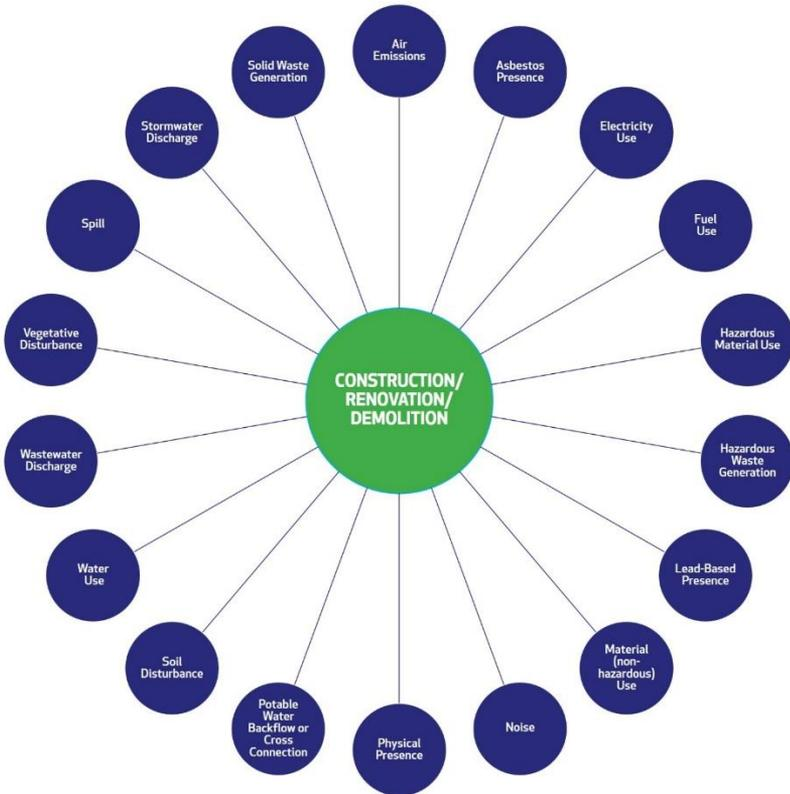 Air
Emissions
Asbestos
Presence
Electricity
Use
Fuel
Use
Hazardous
Material Use
Hazardous
Waste
Generation
Lead-Based
Presence
Material
(non-
hazardous)
Use
Noise
Physical
Presence
Potable
Water
Backflow or
Cross
Connection
Soil
Disturbance
Water
Use
Wastewater
Discharge
Vegetative
Disturbance
Spill
Stormwater
Discharge
Solid Waste
Generation
CONSTRUCTION/
RENOVATION/
DEMOLITION